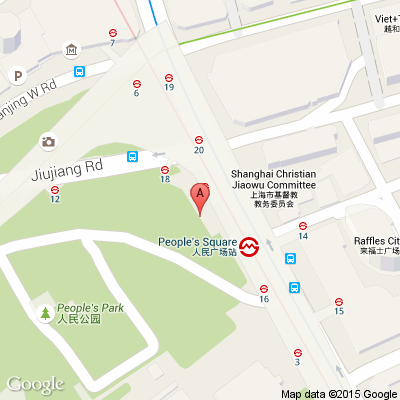 Viet+T
越和
7
P
anjing W Rd
6
19
20
Jiujiang Rd
18
12
Shanghai Christian
Jiaowu Committee
上海市基督教
教务委员会
A
14
People's Square
人民广场站
Raffles Cit
来福士广场
16
15
People's Park
人民公园
3
Google
Map data ©2015 Google